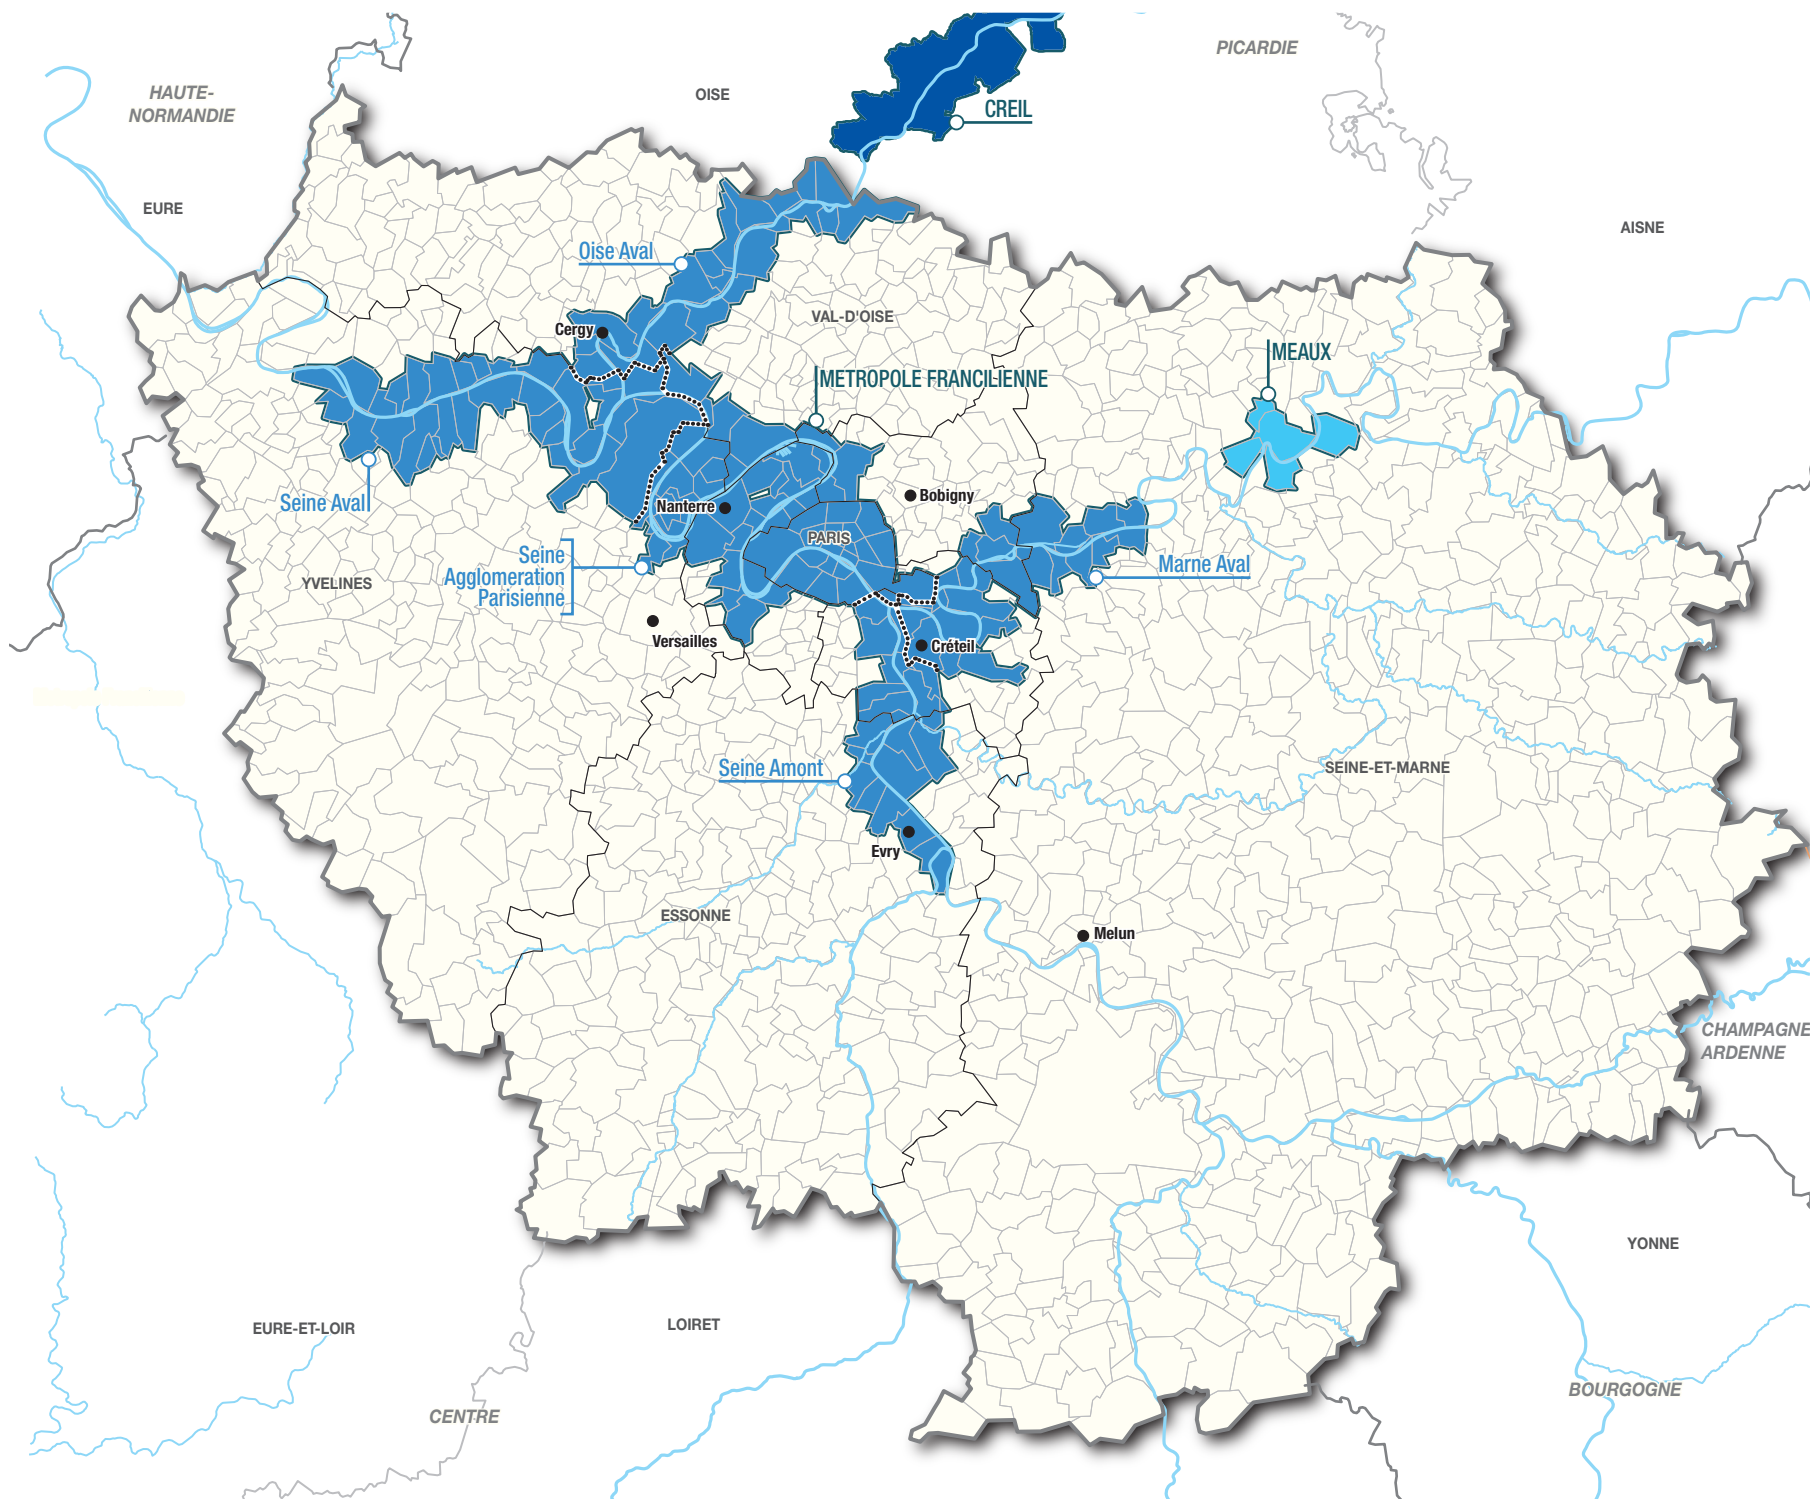 PICARDIE
HAUTE-
NORMANDIE
OISE
CREIL
EURE
AISNE
Oise Aval
VAL-D'OISE
Cergy
MEAUX
METROPOLE FRANCILIENNE
Seine Aval
Nanterre
Bobigny
PARIS
Seine
Agglomeration
Parisienne
Marne Aval
YVELINES
Versailles
Créteil
Seine Amont
SEINE-ET-MARNE
Evry
ESSONNE
Melun
CHAMPAGNE
ARDENNE
YONNE
EURE-ET-LOIR
LOIRET
BOURGOGNE
CENTRE